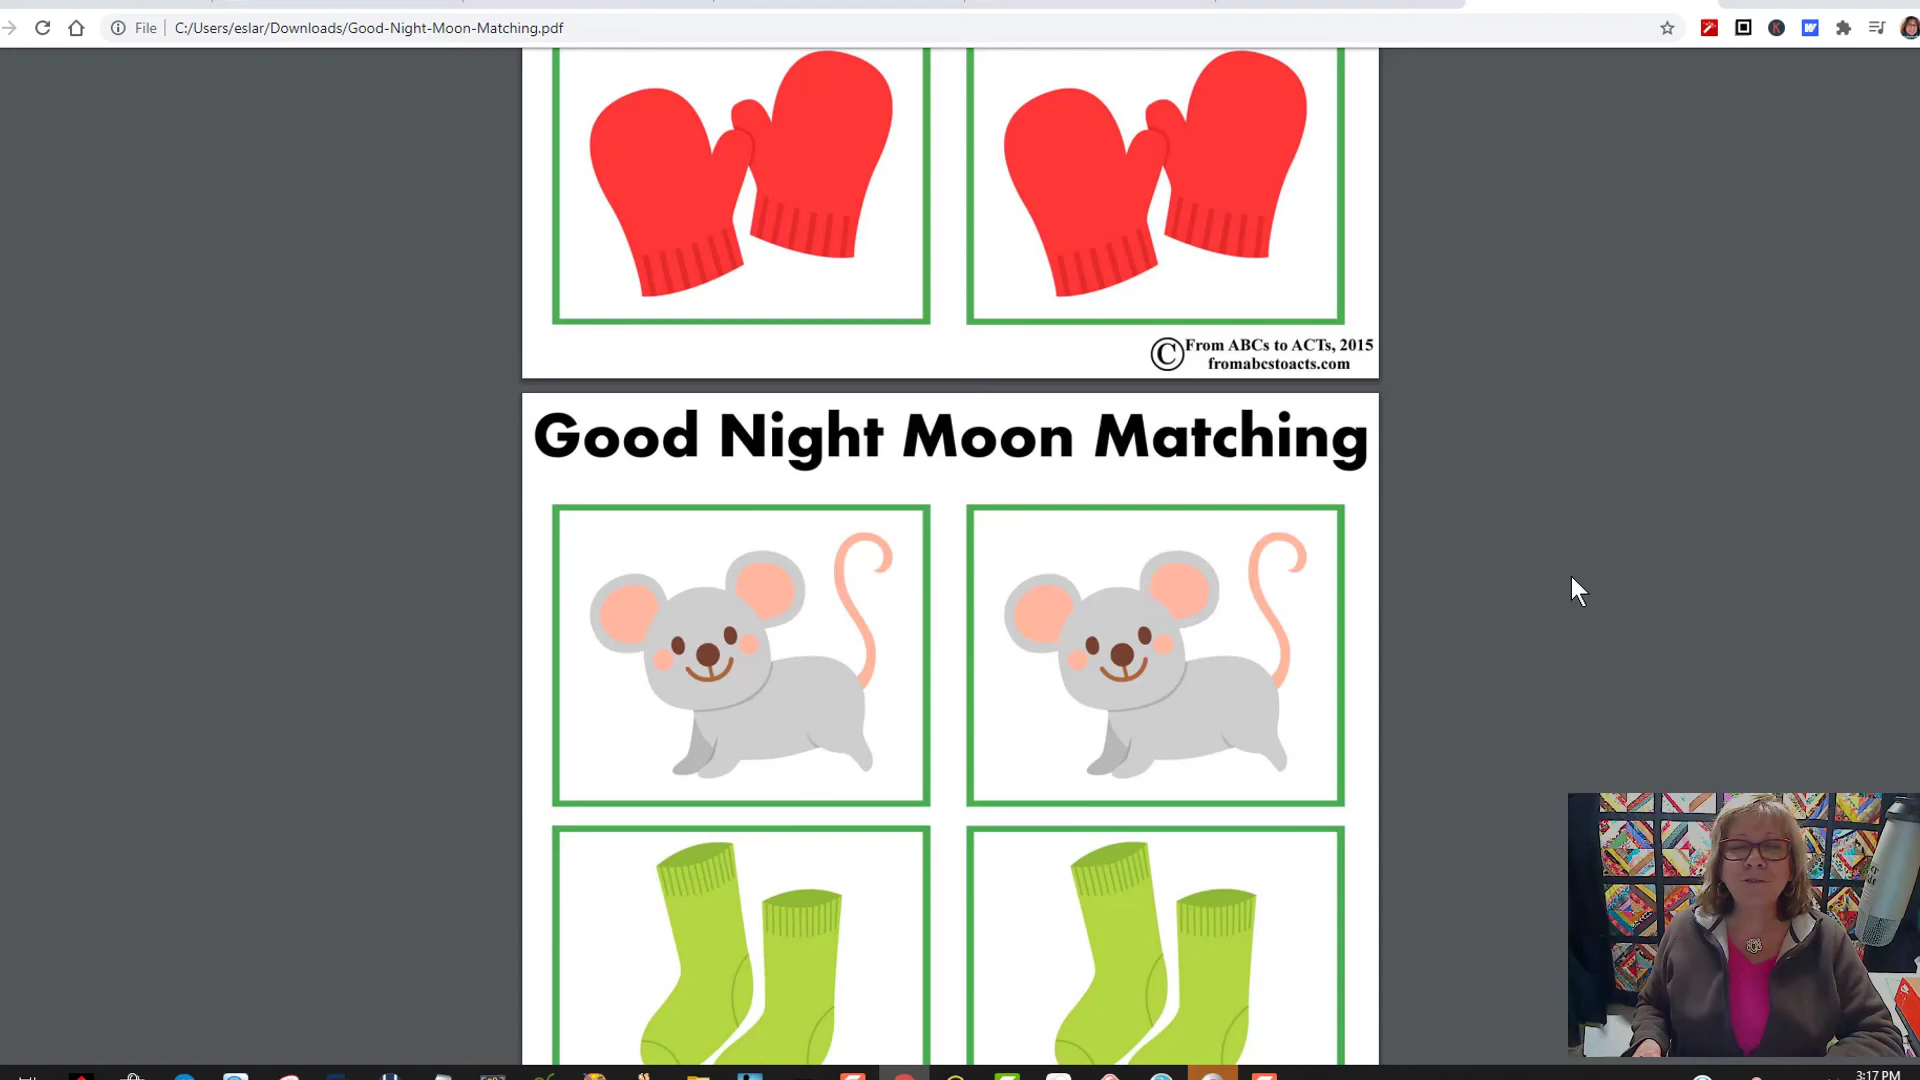 File
C:/Users/eslar/Downloads/Good-Night-Moon-Matching.pdf
© From ABCs to ACTs, 2015
fromabcstoacts.com
Good Night Moon Matching
3:17 PM